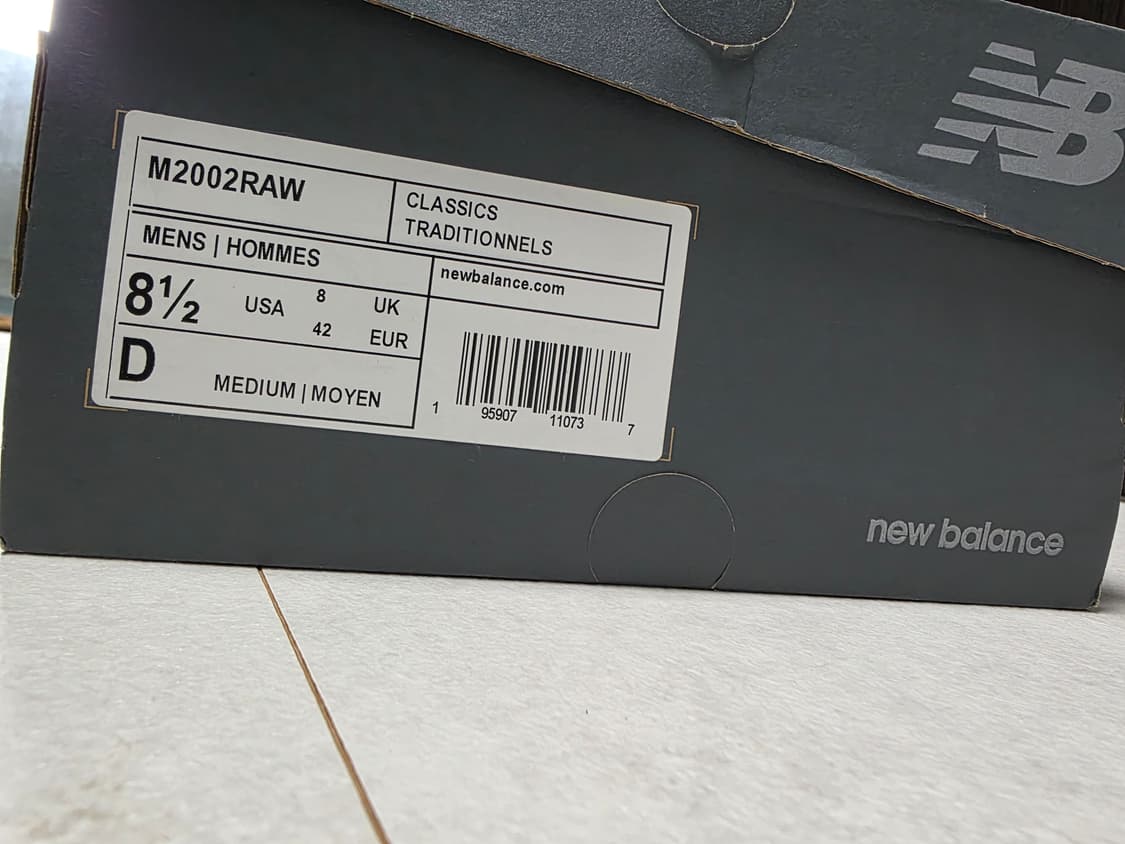 NB
M2002RAW
CLASSICS
TRADITIONNELS
MENS | HOMMES
newbalance.com
8½ USA 8 UK
42 EUR
D
MEDIUM | MOYEN
1 95907 11073 7
new balance